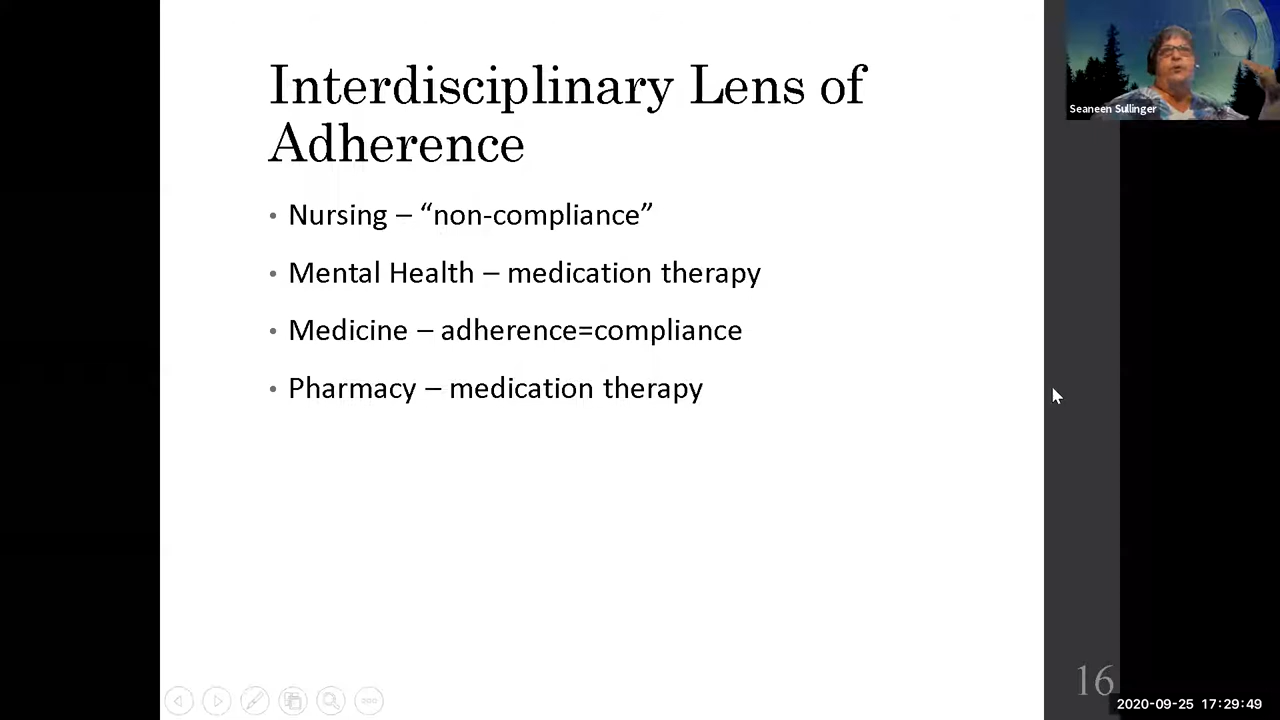 Interdisciplinary Lens of
Adherence
• Nursing – “non-compliance”
• Mental Health – medication therapy
• Medicine – adherence=compliance
• Pharmacy – medication therapy
16
Seaneen Sullinger
2020-09-25 17:29:49